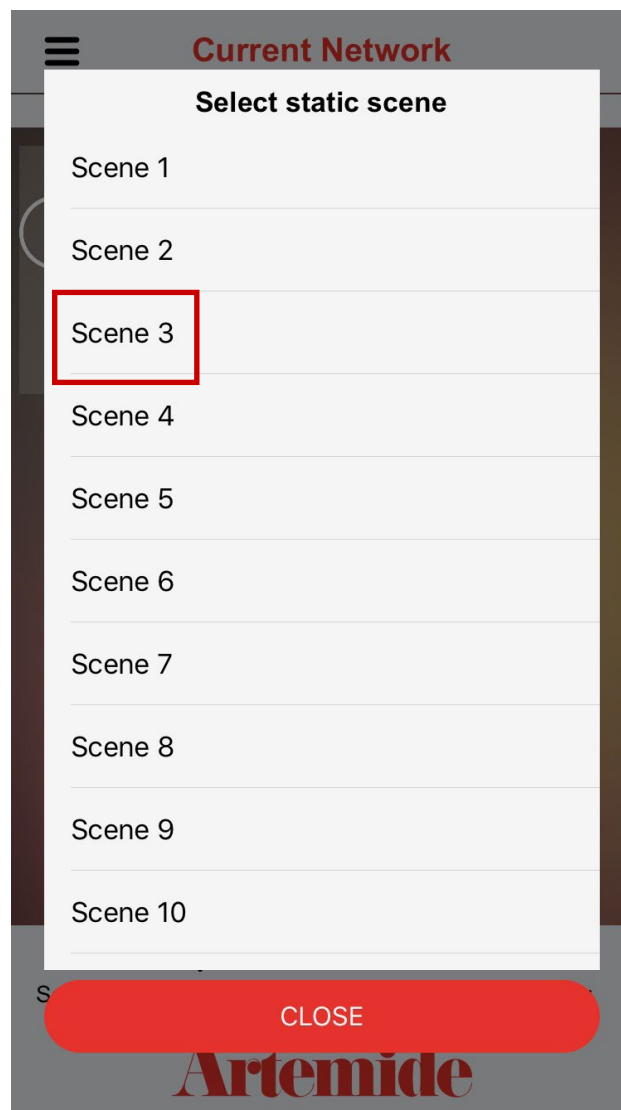 Current Network
Select static scene
Scene 1
Scene 2
Scene 3
Scene 4
Scene 5
Scene 6
Scene 7
Scene 8
Scene 9
Scene 10
CLOSE
Artemide